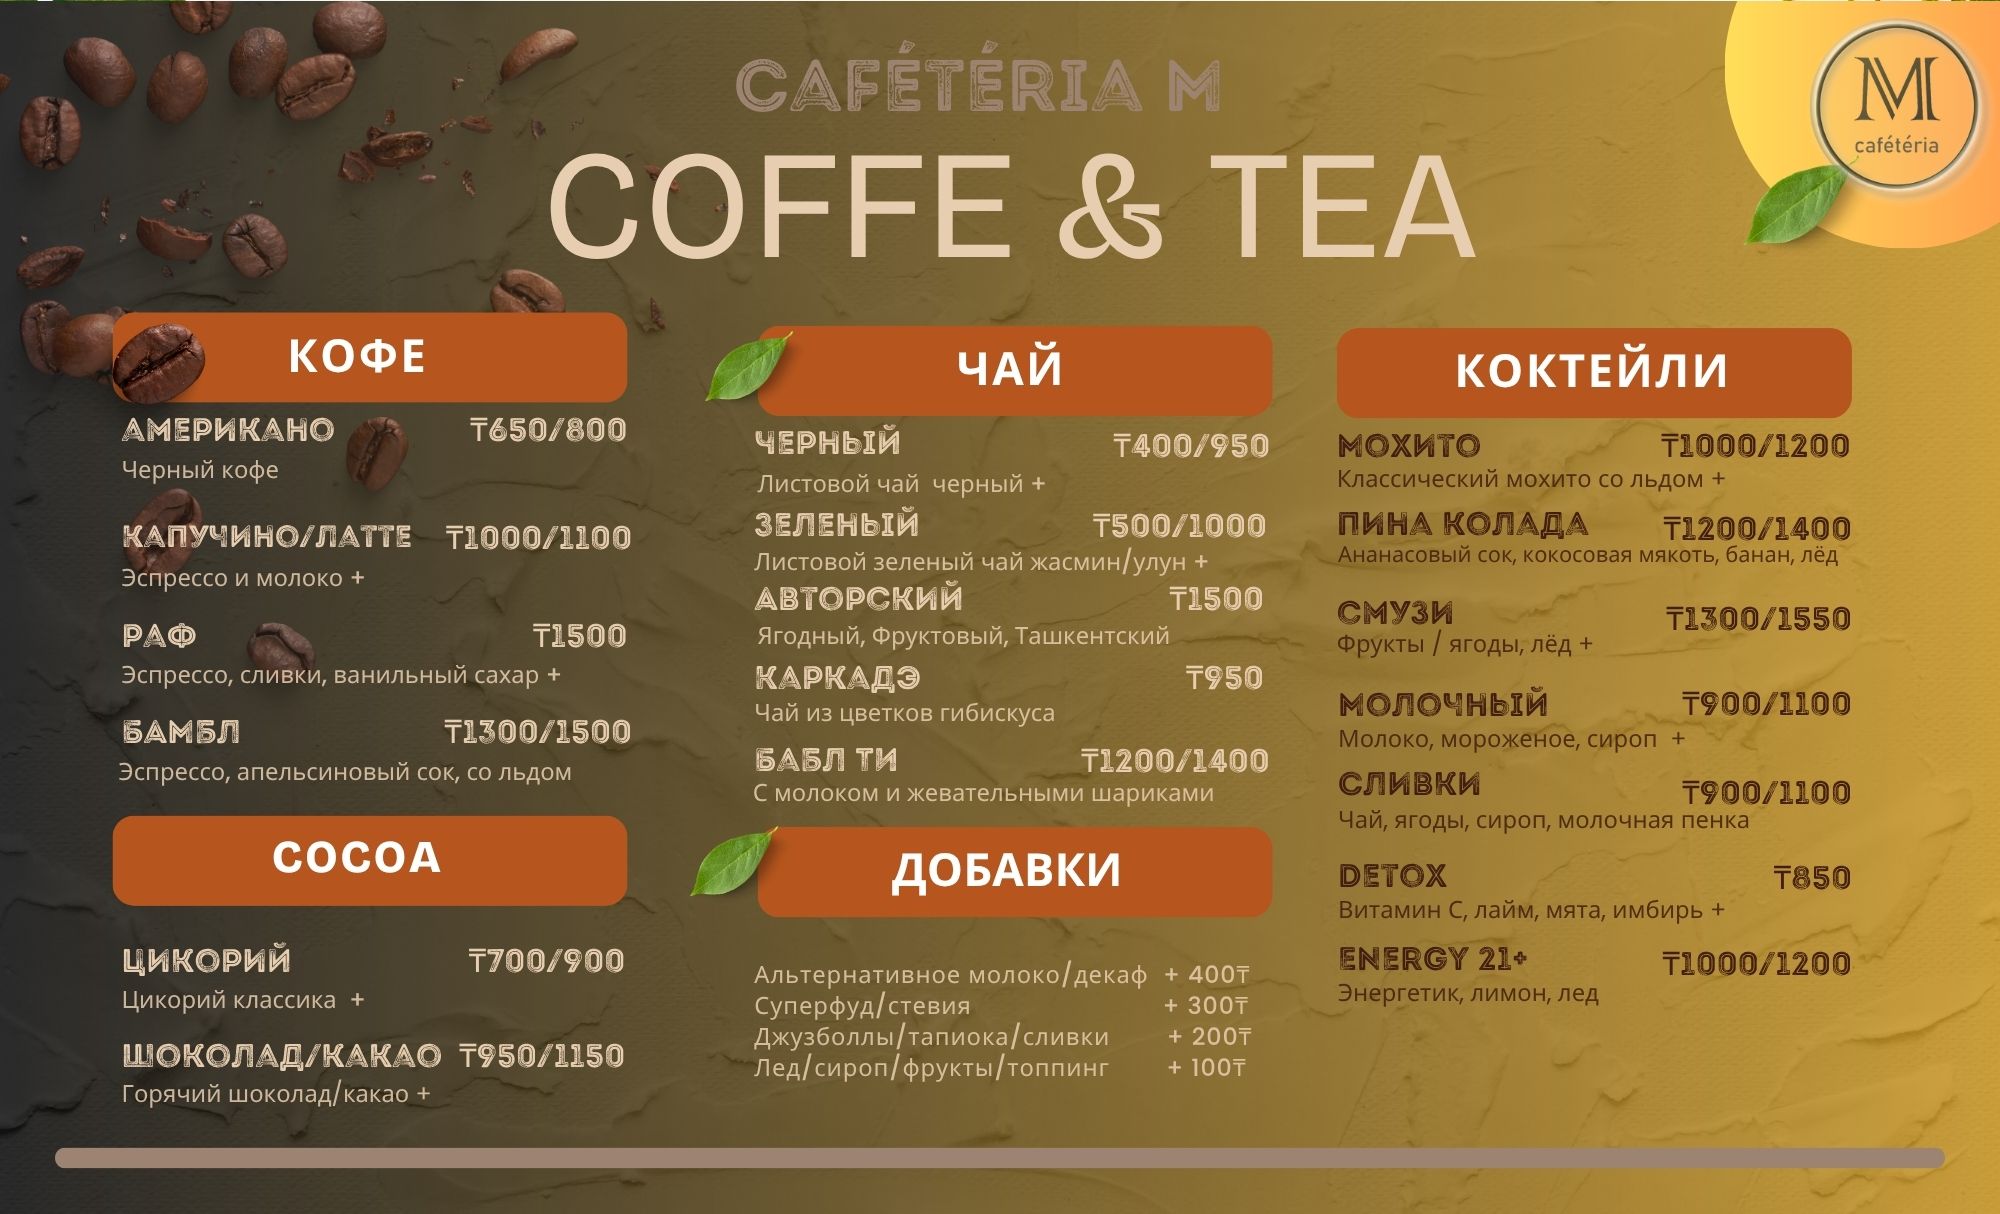 CAFÉTÉRIA M
M
cafétéria
COFFE & TEA
КОФЕ
АМЕРИКАНО ₸650/800
Черный кофе
КАПУЧИНО/ЛАТТЕ ₸1000/1100
Эспрессо и молоко +
РАФ ₸1500
Эспрессо, сливки, ванильный сахар +
БАМБЛ ₸1300/1500
Эспрессо, апельсиновый сок, со льдом
COCOA
ЦИКОРИЙ ₸700/900
Цикорий классика +
ШОКОЛАД/КАКАО ₸950/1150
Горячий шоколад/какао +
ЧАЙ
ЧЕРНЫЙ ₸400/950
Листовой чай черный +
ЗЕЛЕНЫЙ ₸500/1000
Листовой зеленый чай жасмин/улун +
АВТОРСКИЙ ₸1500
Ягодный, Фруктовый, Ташкентский
КАРКАДЭ ₸950
Чай из цветков гибискуса
БАБЛ ТИ ₸1200/1400
С молоком и жевательными шариками
ДОБАВКИ
Альтернативное молоко/декаф + 400₸
Суперфуд/стевия + 300₸
Джузболлы/тапиока/сливки + 200₸
Лед/сироп/фрукты/топпинг + 100₸
КОКТЕЙЛИ
МОХИТО ₸1000/1200
Классический мохито со льдом +
ПИНА КОЛАДА ₸1200/1400
Ананасовый сок, кокосовая мякоть, банан, лёд
СМУЗИ ₸1300/1550
Фрукты / ягоды, лёд +
МОЛОЧНЫЙ ₸900/1100
Молоко, мороженое, сироп +
СЛИВКИ ₸900/1100
Чай, ягоды, сироп, молочная пенка
DETOX ₸850
Витамин С, лайм, мята, имбирь +
ENERGY 21+ ₸1000/1200
Энергетик, лимон, лед